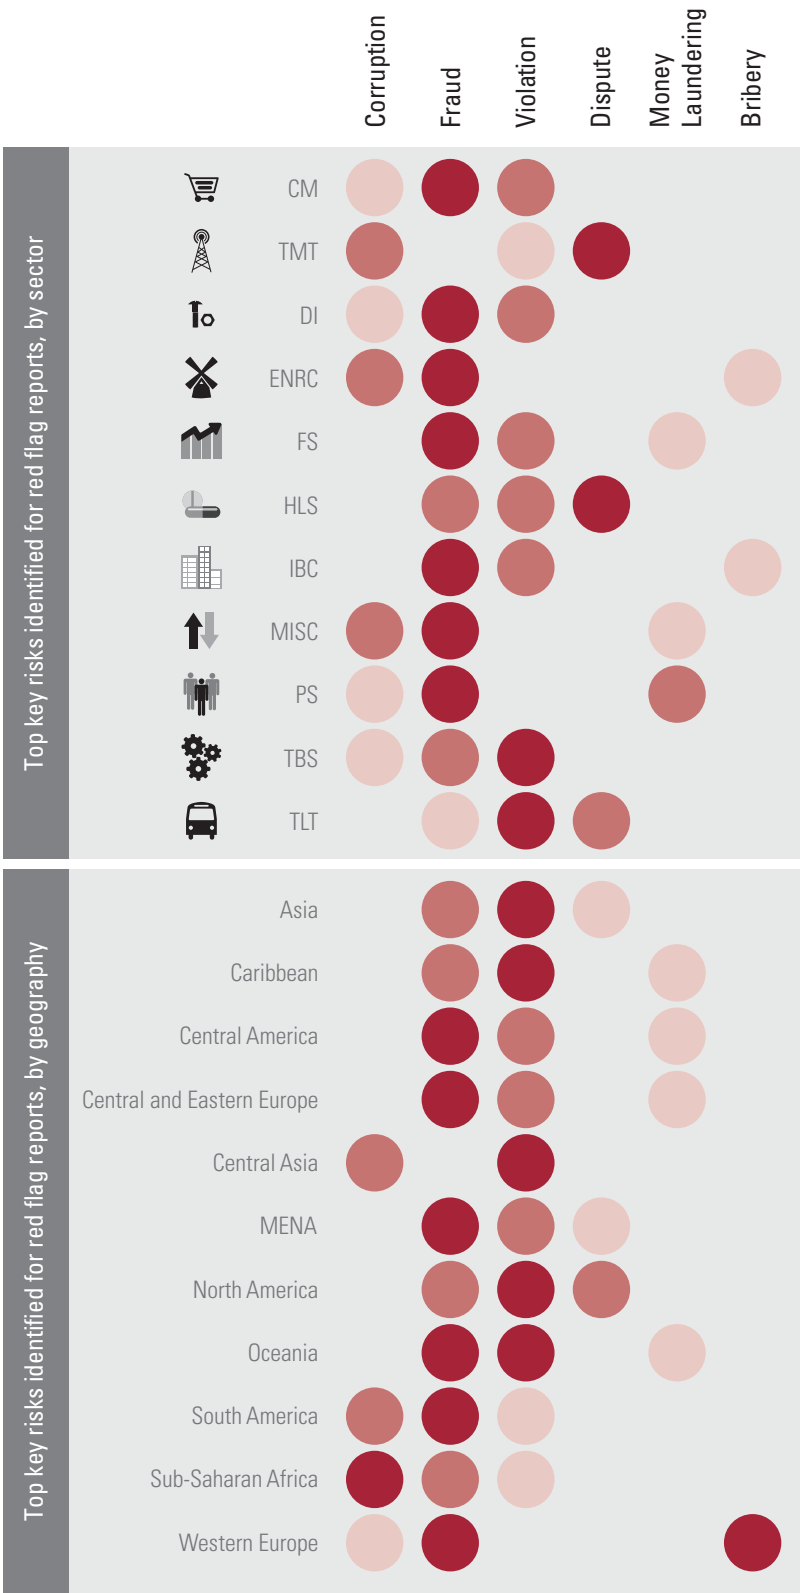 Corruption
Fraud
Violation
Dispute
Money
Laundering
Bribery
Top key risks identified for red flag reports, by sector
CM
TMT
DI
ENRC
FS
HLS
IBC
MISC
PS
TBS
TLT
Top key risks identified for red flag reports, by geography
Asia
Caribbean
Central America
Central and Eastern Europe
Central Asia
MENA
North America
Oceania
South America
Sub-Saharan Africa
Western Europe